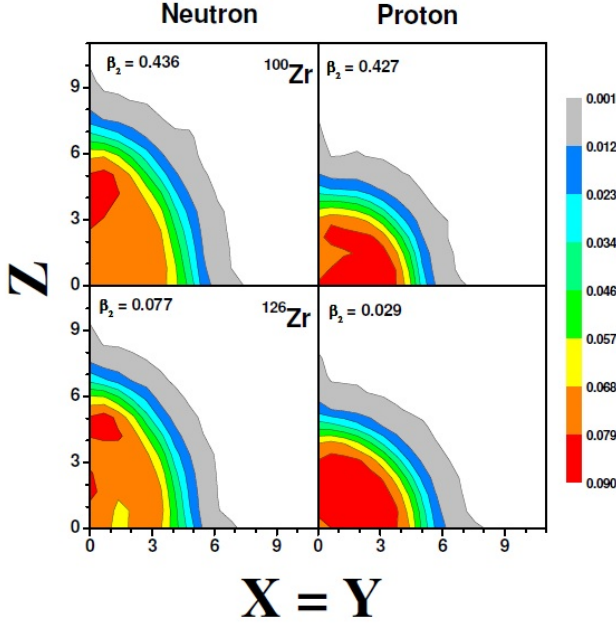 Neutron Proton
β₂ = 0.436 ¹⁰⁰Zr β₂ = 0.427
9
6
3
0
β₂ = 0.077 ¹²⁶Zr β₂ = 0.029
9
6
3
0
0 3 6 9 0 3 6 9
Z
X = Y
0.001
0.012
0.023
0.034
0.046
0.057
0.068
0.079
0.090